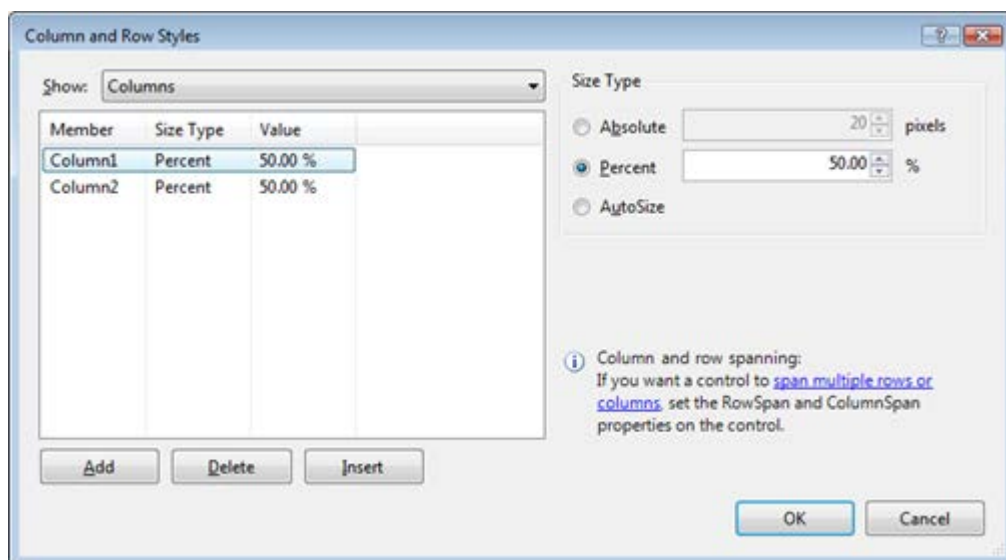 Column and Row Styles
Show: Columns
Member Size Type Value
Column1 Percent 50.00 %
Column2 Percent 50.00 %
Add Delete Insert
Size Type
Absolute 20 pixels
Percent 50.00 %
AutoSize
Column and row spanning:
If you want a control to span multiple rows or
columns, set the RowSpan and ColumnSpan
properties on the control.
OK Cancel